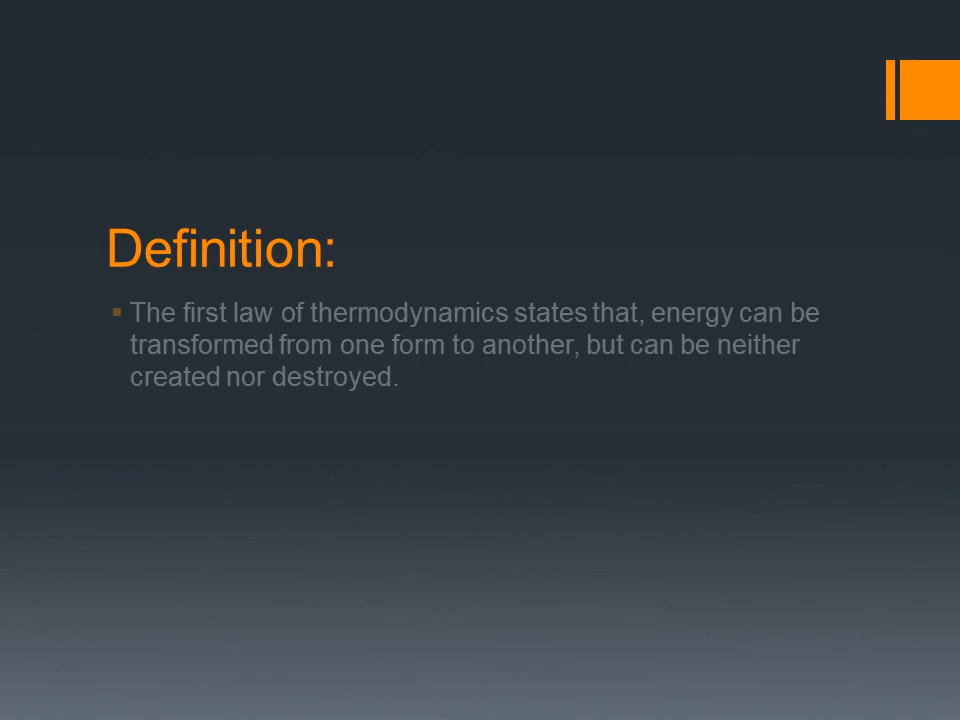 Definition:
▪ The first law of thermodynamics states that, energy can be
transformed from one form to another, but can be neither
created nor destroyed.